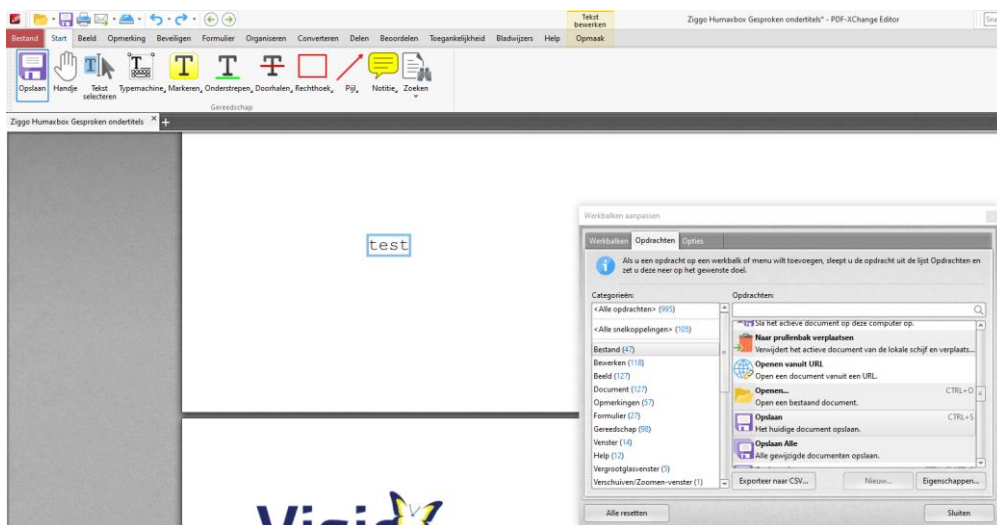 Tekst bewerken
Ziggo Humaxbox Gesproken ondertitels* - PDF-XChange Editor
Bestand Start Beeld Opmerking Beveiligen Formulier Organiseren Converteren Delen Beoordelen Toegankelijkheid Bladwijzers Help Opmaak
Opslaan Handje Tekst selecteren Typemachine Markeren Onderstrepen Doorhalen Rechthoek Pijl Notitie Zoeken
Gereedschap
Ziggo Humaxbox Gesproken ondertitels
test
Werkbalken aanpassen
Werkbalken Opdrachten Opties
Als u een opdracht op een werkbalk of menu wilt toevoegen, sleept u de opdracht uit de lijst Opdrachten en
zet u deze neer op het gewenste doel.
Categorieën:
<Alle opdrachten> (995)
<Alle snelkoppelingen> (105)
Bestand (47)
Bewerken (118)
Beeld (127)
Document (127)
Opmerkingen (57)
Formulier (27)
Gereedschap (98)
Venster (14)
Help (12)
Vergrootglasvenster (5)
Verschuiven/Zoomen-venster (1)
Opdrachten:
Sla het actieve document op deze computer op.
Naar prullenbak verplaatsen
Verwijdert het actieve document van de lokale schijf en verplaats...
Openen vanuit URL
Open een document vanuit een URL.
Openen... CTRL+O
Open een bestaand document.
Opslaan CTRL+S
Het huidige document opslaan.
Opslaan Alle
Alle gewijzigde documenten opslaan.
Exporteer naar CSV... Nieuw... Eigenschappen...
Alle resetten Sluiten